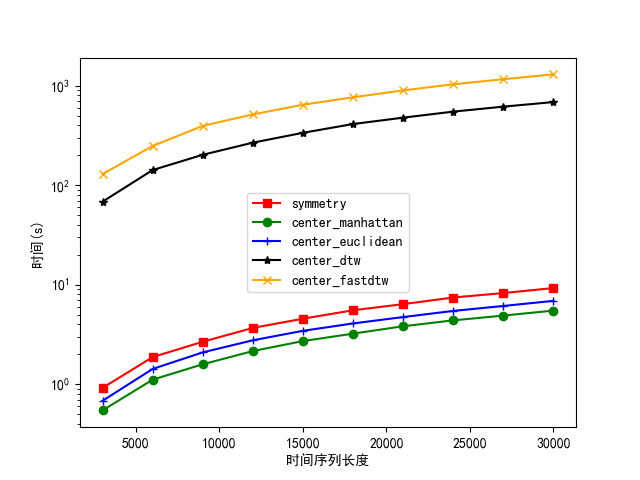 10³
10²
10¹
10⁰
时间(s)
symmetry
center_manhattan
center_euclidean
center_dtw
center_fastdtw
5000 10000 15000 20000 25000 30000
时间序列长度